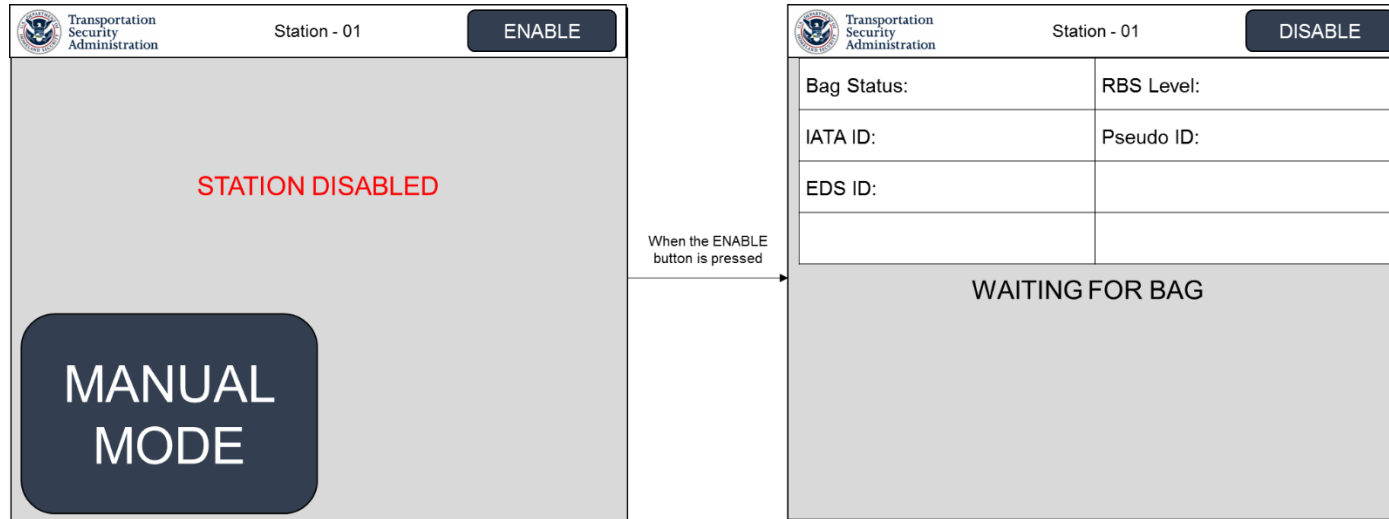 Transportation
Security
Administration
Station - 01
ENABLE
STATION DISABLED
MANUAL
MODE
When the ENABLE
button is pressed
Transportation
Security
Administration
Station - 01
DISABLE
Bag Status:
RBS Level:
IATA ID:
Pseudo ID:
EDS ID:
WAITING FOR BAG